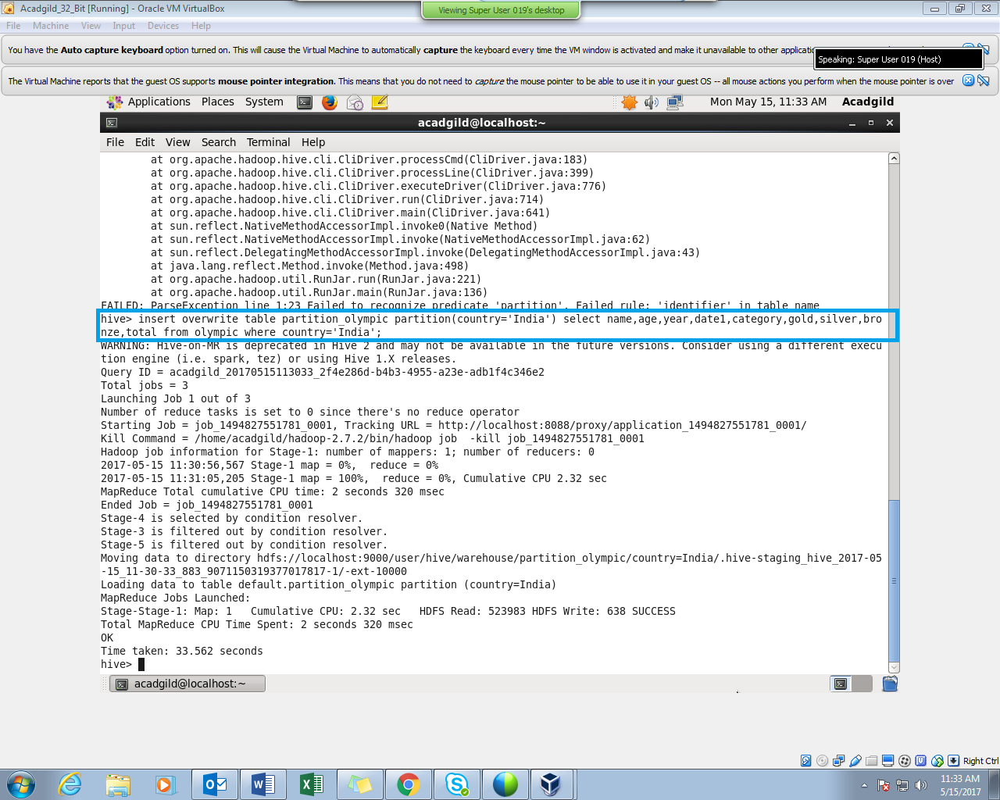 Acadgild_32_Bit [Running] - Oracle VM VirtualBox
Viewing Super User 019's desktop
File Machine View Input Devices Help
You have the Auto capture keyboard option turned on. This will cause the Virtual Machine to automatically capture the keyboard every time the VM window is activated and make it unavailable to other
Speaking: Super User 019 (Host)
The Virtual Machine reports that the guest OS supports mouse pointer integration. This means that you do not need to capture the mouse pointer to be able to use it in your guest OS -- all mouse actions you perform when the mouse pointer is over
Applications Places System Mon May 15, 11:33 AM Acadgild
acadgild@localhost:~
File Edit View Search Terminal Help
at org.apache.hadoop.hive.cli.CliDriver.processCmd(CliDriver.java:183)
at org.apache.hadoop.hive.cli.CliDriver.processLine(CliDriver.java:399)
at org.apache.hadoop.hive.cli.CliDriver.executeDriver(CliDriver.java:776)
at org.apache.hadoop.hive.cli.CliDriver.run(CliDriver.java:714)
at org.apache.hadoop.hive.cli.CliDriver.main(CliDriver.java:641)
at sun.reflect.NativeMethodAccessorImpl.invoke0(Native Method)
at sun.reflect.NativeMethodAccessorImpl.invoke(NativeMethodAccessorImpl.java:62)
at sun.reflect.DelegatingMethodAccessorImpl.invoke(DelegatingMethodAccessorImpl.java:43)
at java.lang.reflect.Method.invoke(Method.java:498)
at org.apache.hadoop.util.RunJar.run(RunJar.java:221)
at org.apache.hadoop.util.RunJar.main(RunJar.java:136)
FAILED: ParseException line 1:23 Failed to recognize predicate 'partition'. Failed rule: 'identifier' in table name
hive> insert overwrite table partition_olympic partition(country='India') select name,age,year,date1,category,gold,silver,bro
nze,total from olympic where country='India';
WARNING: Hive-on-MR is deprecated in Hive 2 and may not be available in the future versions. Consider using a different execu
tion engine (i.e. spark, tez) or using Hive 1.X releases.
Query ID = acadgild_20170515113033_2f4e286d-b4b3-4955-a23e-adb1f4c346e2
Total jobs = 3
Launching Job 1 out of 3
Number of reduce tasks is set to 0 since there's no reduce operator
Starting Job = job_1494827551781_0001, Tracking URL = http://localhost:8088/proxy/application_1494827551781_0001/
Kill Command = /home/acadgild/hadoop-2.7.2/bin/hadoop job  -kill job_1494827551781_0001
Hadoop job information for Stage-1: number of mappers: 1; number of reducers: 0
2017-05-15 11:30:56,567 Stage-1 map = 0%,  reduce = 0%
2017-05-15 11:31:05,205 Stage-1 map = 100%,  reduce = 0%, Cumulative CPU 2.32 sec
MapReduce Total cumulative CPU time: 2 seconds 320 msec
Ended Job = job_1494827551781_0001
Stage-4 is selected by condition resolver.
Stage-3 is filtered out by condition resolver.
Stage-5 is filtered out by condition resolver.
Moving data to directory hdfs://localhost:9000/user/hive/warehouse/partition_olympic/country=India/.hive-staging_hive_2017-05
-15_11-30-33_883_9071150319377017817-1/-ext-10000
Loading data to table default.partition_olympic partition (country=India)
MapReduce Jobs Launched:
Stage-Stage-1: Map: 1   Cumulative CPU: 2.32 sec   HDFS Read: 523983 HDFS Write: 638 SUCCESS
Total MapReduce CPU Time Spent: 2 seconds 320 msec
OK
Time taken: 33.562 seconds
hive>
acadgild@localhost:~
Right Ctrl
11:33 AM
5/15/2017